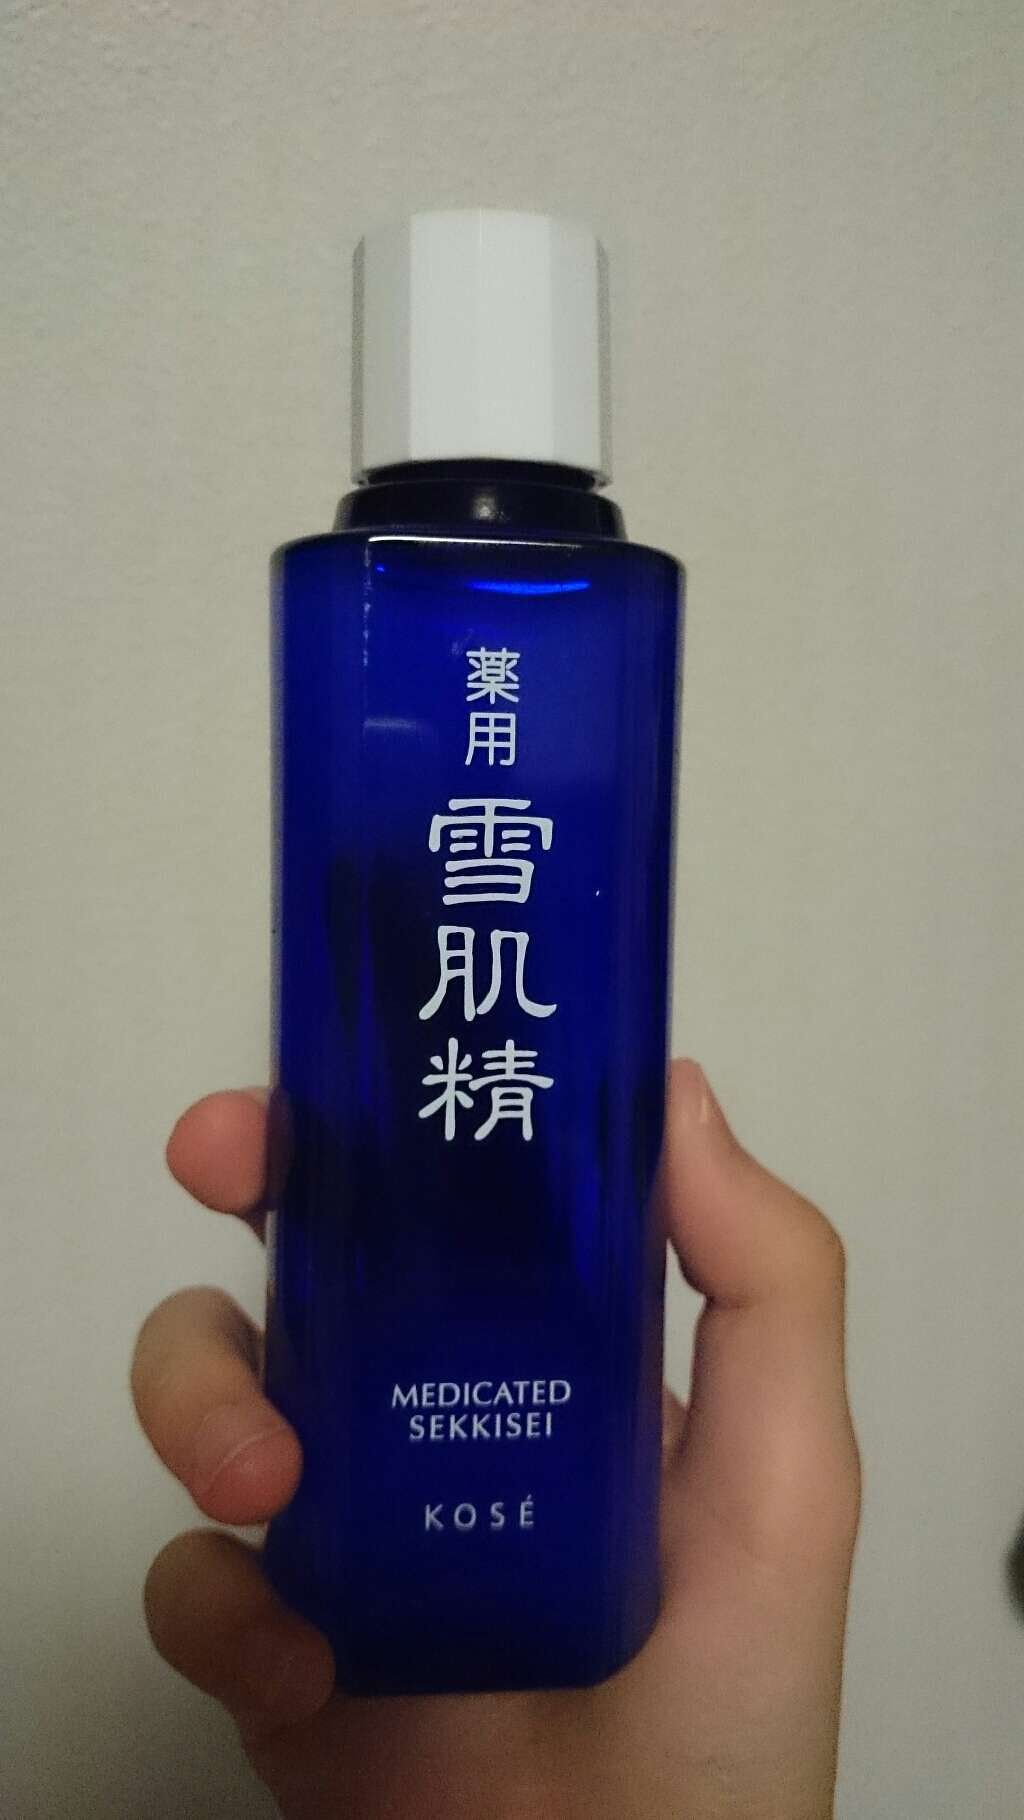 薬用
雪肌精
MEDICATED
SEKKISEI
KOSÉ